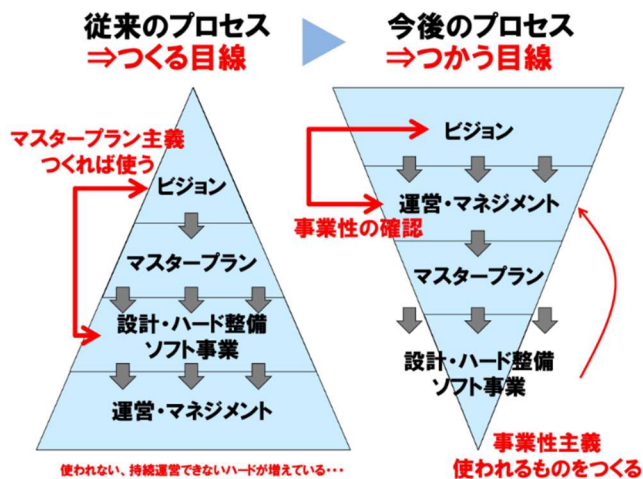 従来のプロセス
⇒つくる目線
今後のプロセス
⇒つかう目線
マスタープラン主義
つくれば使う
ビジョン
マスタープラン
設計・ハード整備
ソフト事業
運営・マネジメント
使われない、持続運営できないハードが増えている・・・
ビジョン
運営・マネジメント
事業性の確認
マスタープラン
設計・ハード整備
ソフト事業
事業性主義
使われるものをつくる